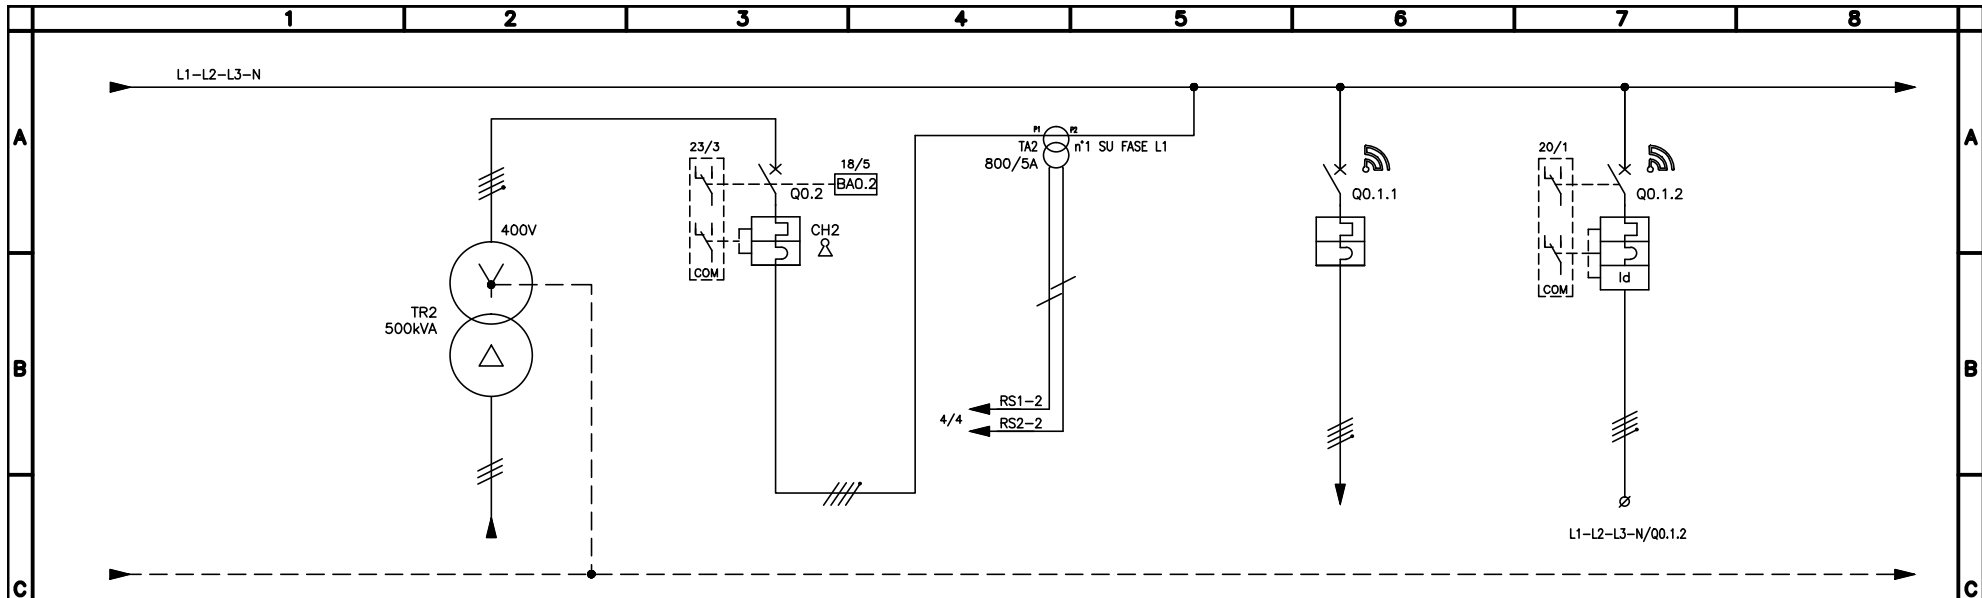 1 2 3 4 5 6 7 8
L1-L2-L3-N
A A
P1 P2
23/3
18/5
TA2 n°1 SU FASE L1
20/1
800/5A
BA0.2
Q0.2
Q0.1.1
Q0.1.2
400V
CH2
COM
Id
COM
TR2
500kVA
B B
RS1-2
4/4
RS2-2
L1-L2-L3-N/Q0.1.2
C C